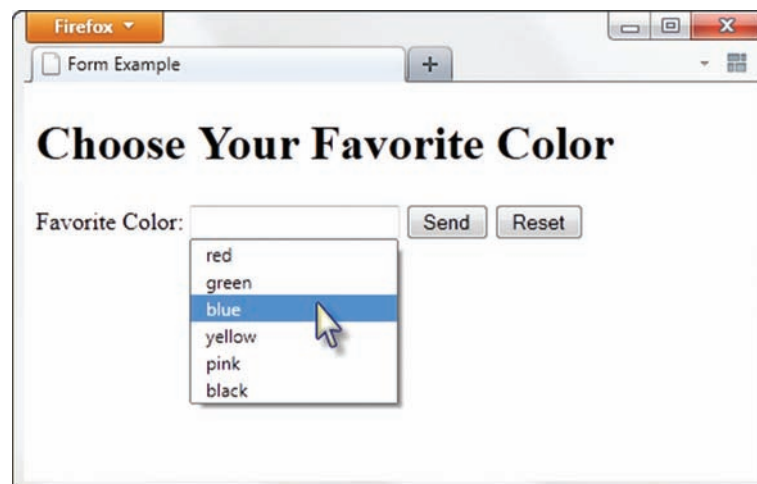 Firefox
Form Example
Choose Your Favorite Color
Favorite Color: Send Reset
red
green
blue
yellow
pink
black